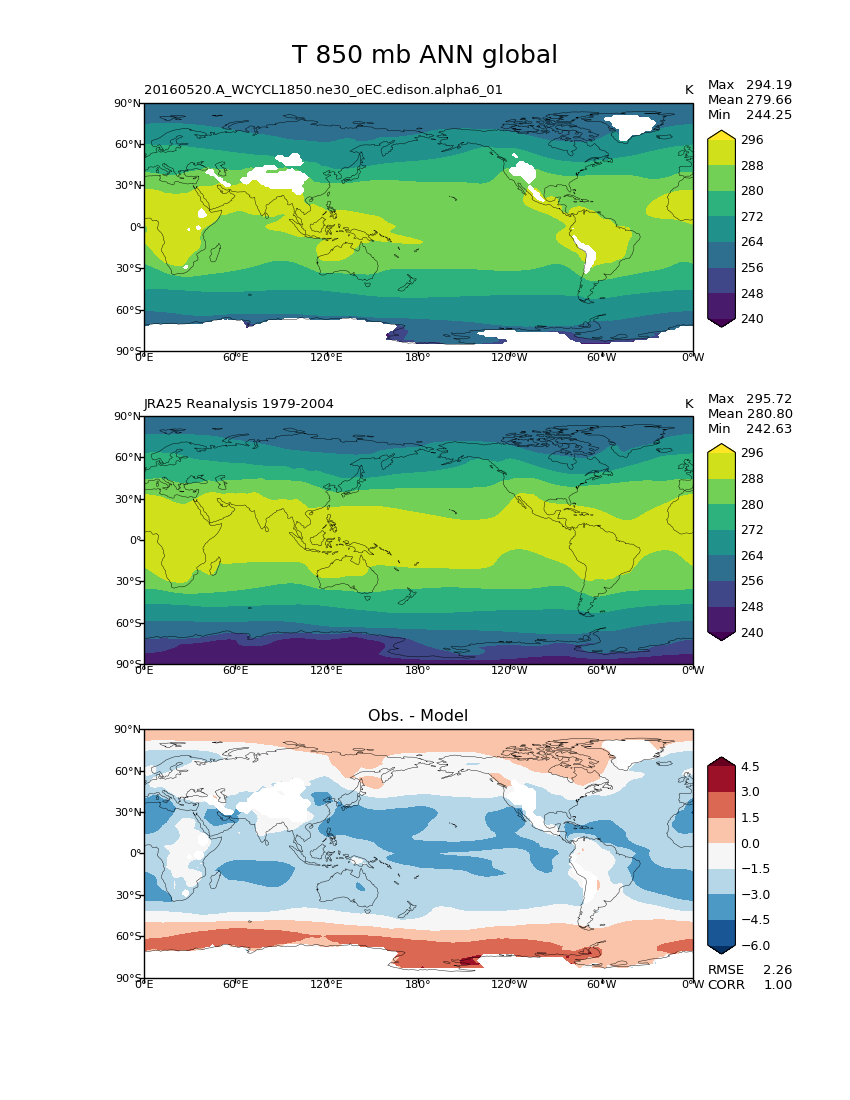 T 850 mb ANN global
20160520.A_WCYCL1850.ne30_oEC.edison.alpha6_01 K
Max 294.19
Mean 279.66
Min 244.25
90°N
60°N
30°N
0°
30°S
60°S
90°S
0°E 60°E 120°E 180° 120°W 60°W 0°W
296
288
280
272
264
256
248
240
JRA25 Reanalysis 1979-2004 K
Max 295.72
Mean 280.80
Min 242.63
90°N
60°N
30°N
0°
30°S
60°S
90°S
0°E 60°E 120°E 180° 120°W 60°W 0°W
296
288
280
272
264
256
248
240
Obs. - Model
90°N
60°N
30°N
0°
30°S
60°S
90°S
0°E 60°E 120°E 180° 120°W 60°W 0°W
4.5
3.0
1.5
0.0
−1.5
−3.0
−4.5
−6.0
RMSE 2.26
CORR 1.00